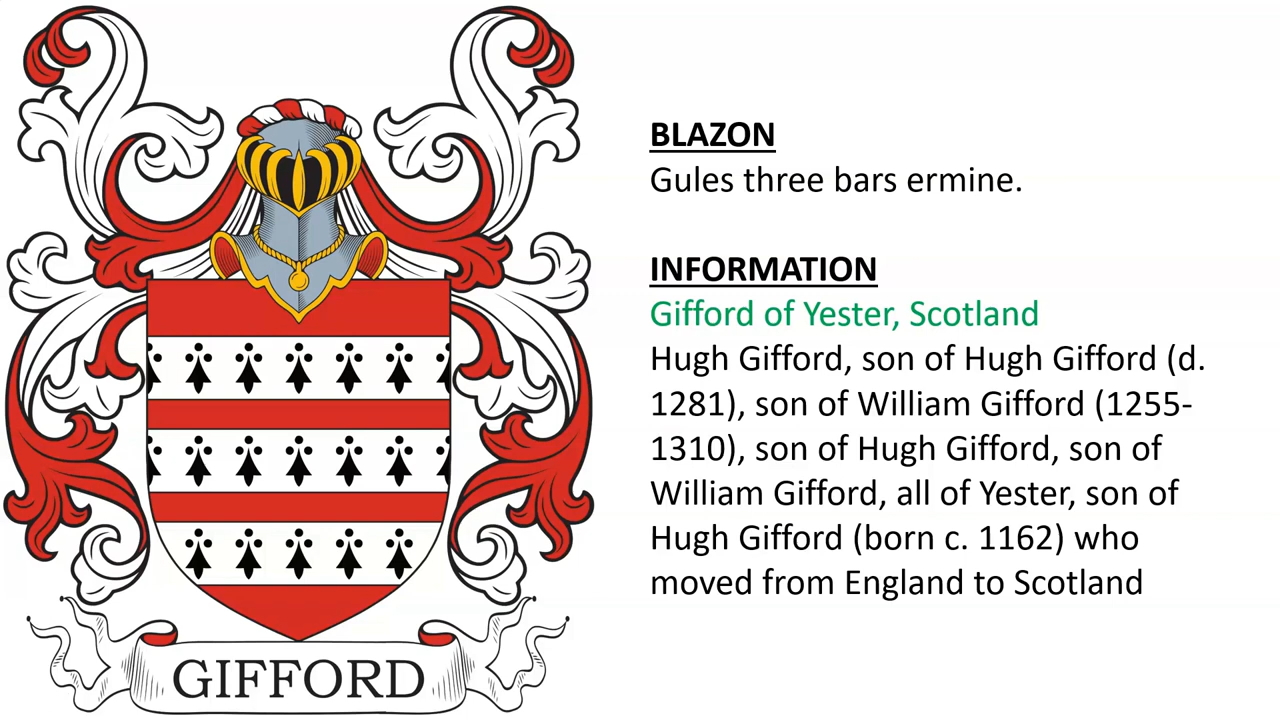 BLAZON
Gules three bars ermine.
INFORMATION
Gifford of Yester, Scotland
Hugh Gifford, son of Hugh Gifford (d.
1281), son of William Gifford (1255-
1310), son of Hugh Gifford, son of
William Gifford, all of Yester, son of
Hugh Gifford (born c. 1162) who
moved from England to Scotland
GIFFORD